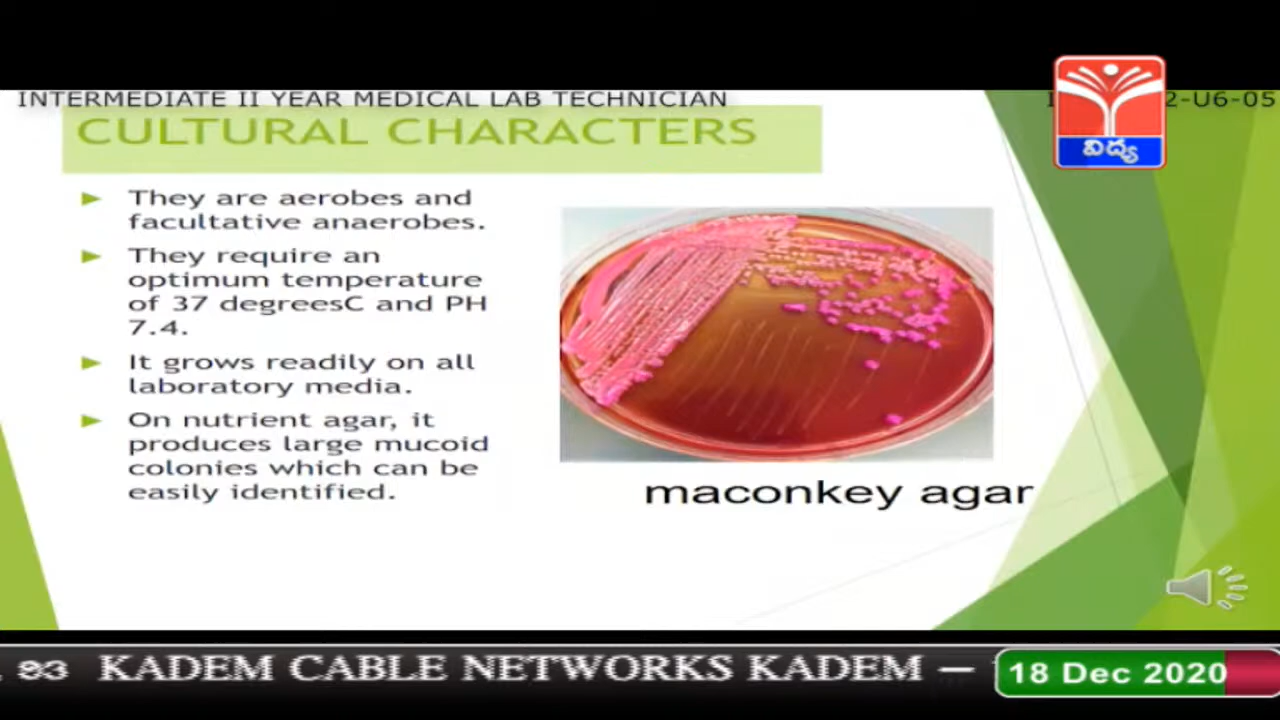 INTERMEDIATE II YEAR MEDICAL LAB TECHNICIAN
2-U6-05
CULTURAL CHARACTERS
విద్య
They are aerobes and
facultative anaerobes.
They require an
optimum temperature
of 37 degreesC and PH
7.4.
It grows readily on all
laboratory media.
On nutrient agar, it
produces large mucoid
colonies which can be
easily identified.
maconkey agar
KADEM CABLE NETWORKS KADEM –
18 Dec 2020